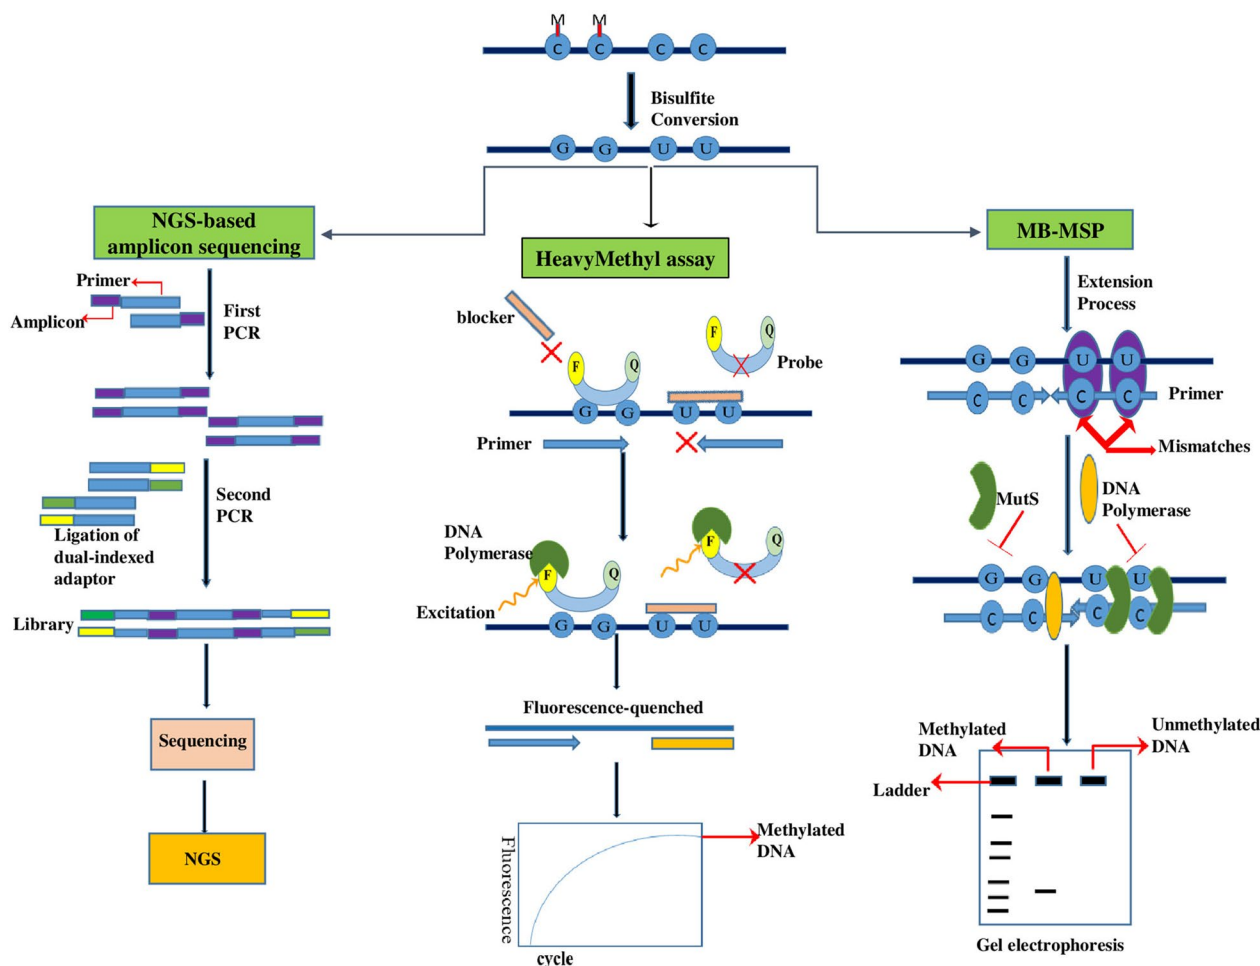 M M
C C C C
Bisulfite
Conversion
G G U U
NGS-based
amplicon sequencing
Primer
Amplicon
First
PCR
Second
PCR
Ligation of
dual-indexed
adaptor
Library
Sequencing
NGS
HeavyMethyl assay
blocker
F Q
F Q
Probe
G G U U
Primer
DNA
Polymerase
F Q
F Q
Excitation
G G U U
Fluorescence-quenched
Fluorescence
cycle
Methylated
DNA
MB-MSP
Extension
Process
G G U U
C C C C
Primer
Mismatches
MutS
DNA
Polymerase
G G U U
C C C C
Methylated
DNA
Unmethylated
DNA
Ladder
Gel electrophoresis